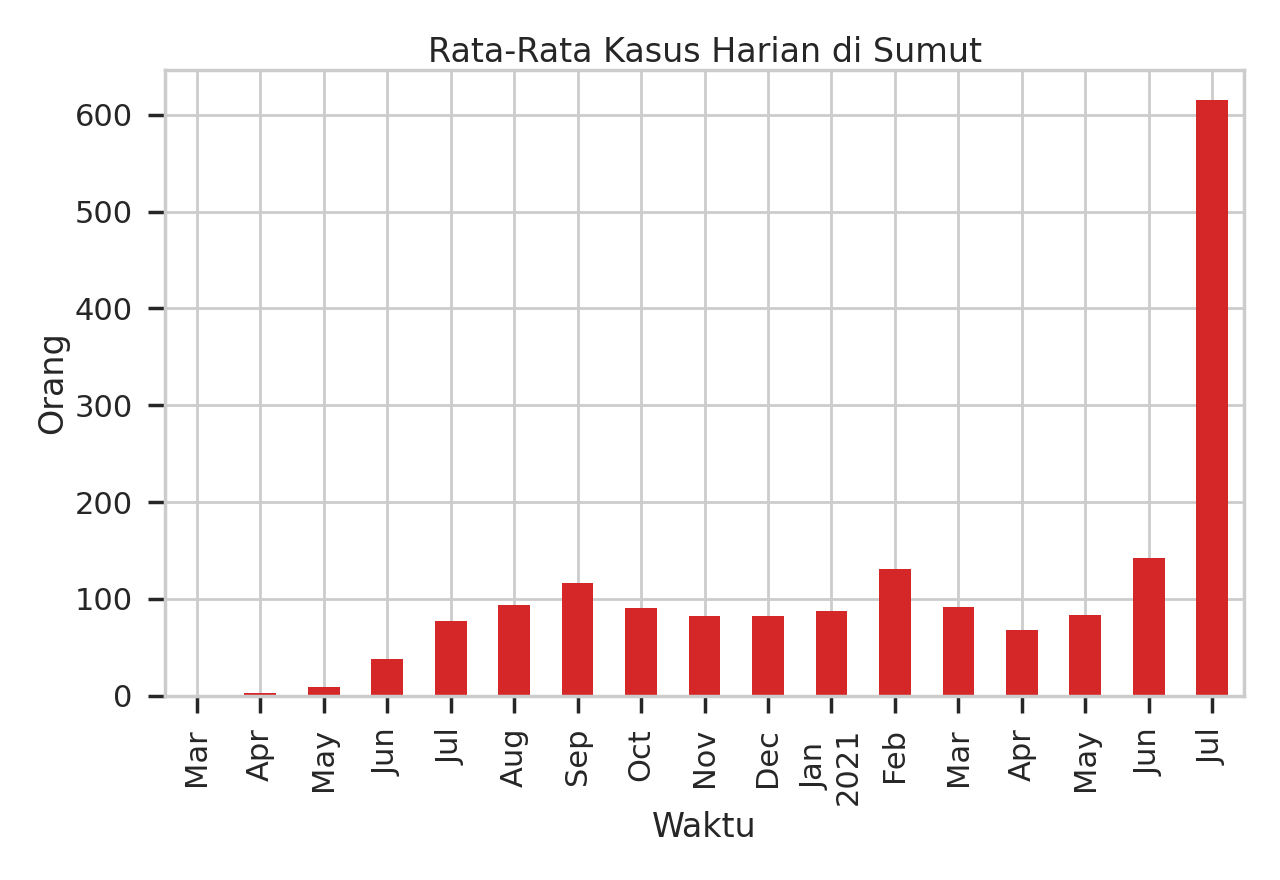 Rata-Rata Kasus Harian di Sumut
600
500
400
300
200
100
0
Orang
Mar
Apr
May
Jun
Jul
Aug
Sep
Oct
Nov
Dec
Jan
2021
Feb
Mar
Apr
May
Jun
Jul
Waktu